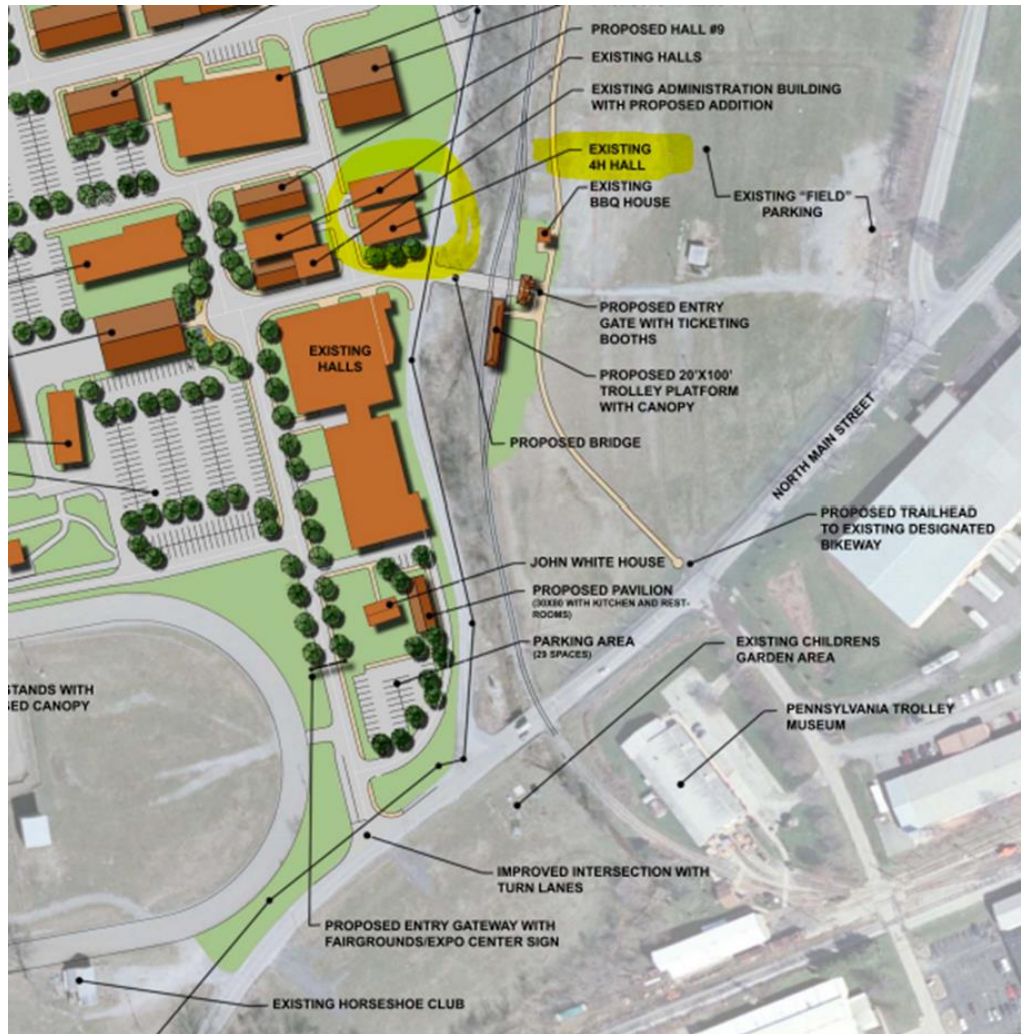 PROPOSED HALL #9
EXISTING HALLS
EXISTING ADMINISTRATION BUILDING
WITH PROPOSED ADDITION
EXISTING
4H HALL
EXISTING
BBQ HOUSE
EXISTING "FIELD"
PARKING
PROPOSED ENTRY
GATE WITH TICKETING
BOOTHS
EXISTING
HALLS
PROPOSED 20'X100'
TROLLEY PLATFORM
WITH CANOPY
PROPOSED BRIDGE
NORTH MAIN STREET
PROPOSED TRAILHEAD
TO EXISTING DESIGNATED
BIKEWAY
JOHN WHITE HOUSE
PROPOSED PAVILION
(30X80 WITH KITCHEN AND REST-
ROOMS)
PARKING AREA
(29 SPACES)
EXISTING CHILDRENS
GARDEN AREA
STANDS WITH
SED CANOPY
PENNSYLVANIA TROLLEY
MUSEUM
IMPROVED INTERSECTION WITH
TURN LANES
PROPOSED ENTRY GATEWAY WITH
FAIRGROUNDS/EXPO CENTER SIGN
EXISTING HORSESHOE CLUB